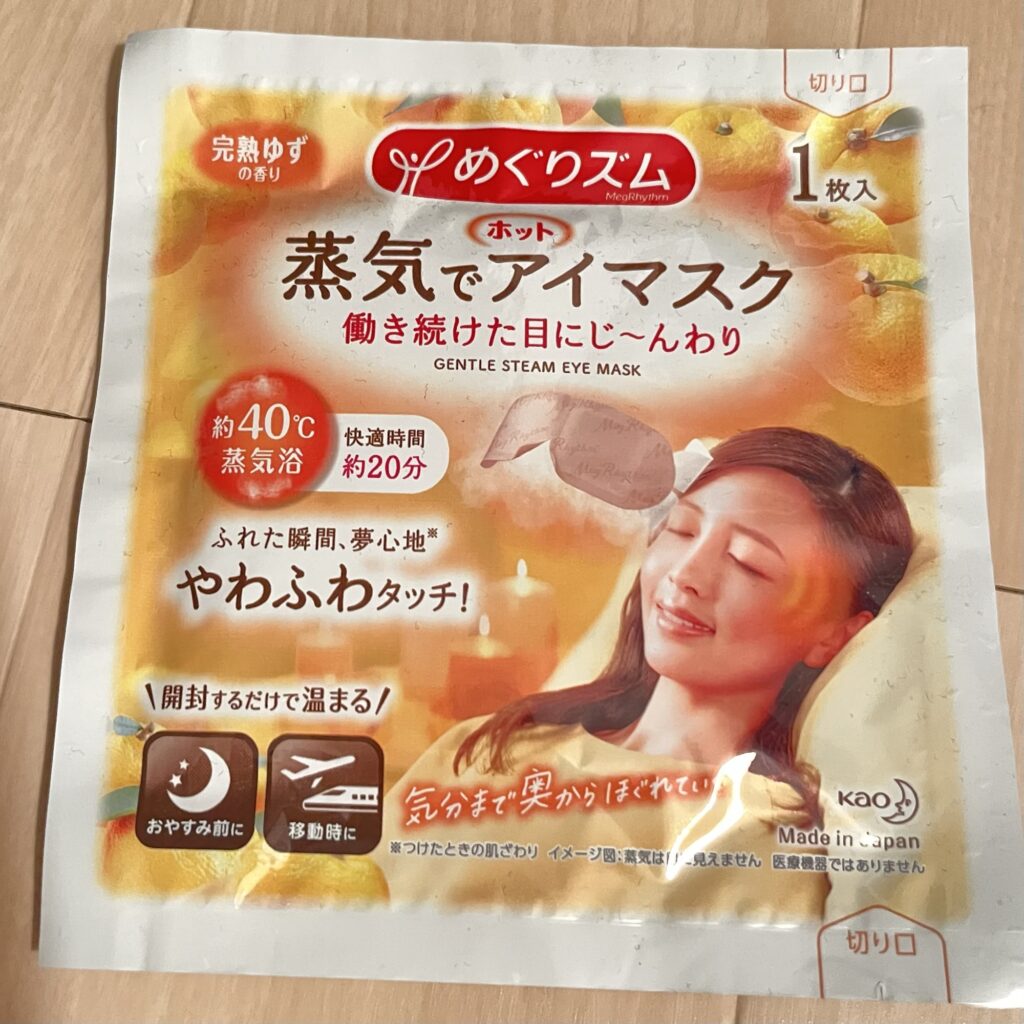 切り口
完熟ゆず
の香り
めぐりズム
MegRhythm
1枚入
ホット
蒸気でアイマスク
働き続けた目にじ〜んわり
GENTLE STEAM EYE MASK
約40℃
蒸気浴
快適時間
約20分
MegRhythm
ふれた瞬間、夢心地※
やわふわタッチ!
\開封するだけで温まる/
おやすみ前に
移動時に
気分まで奥からほぐれてい
Kao
Made in Japan
※つけたときの肌ざわり イメージ図:蒸気は目に見えません 医療機器ではありません
切り口